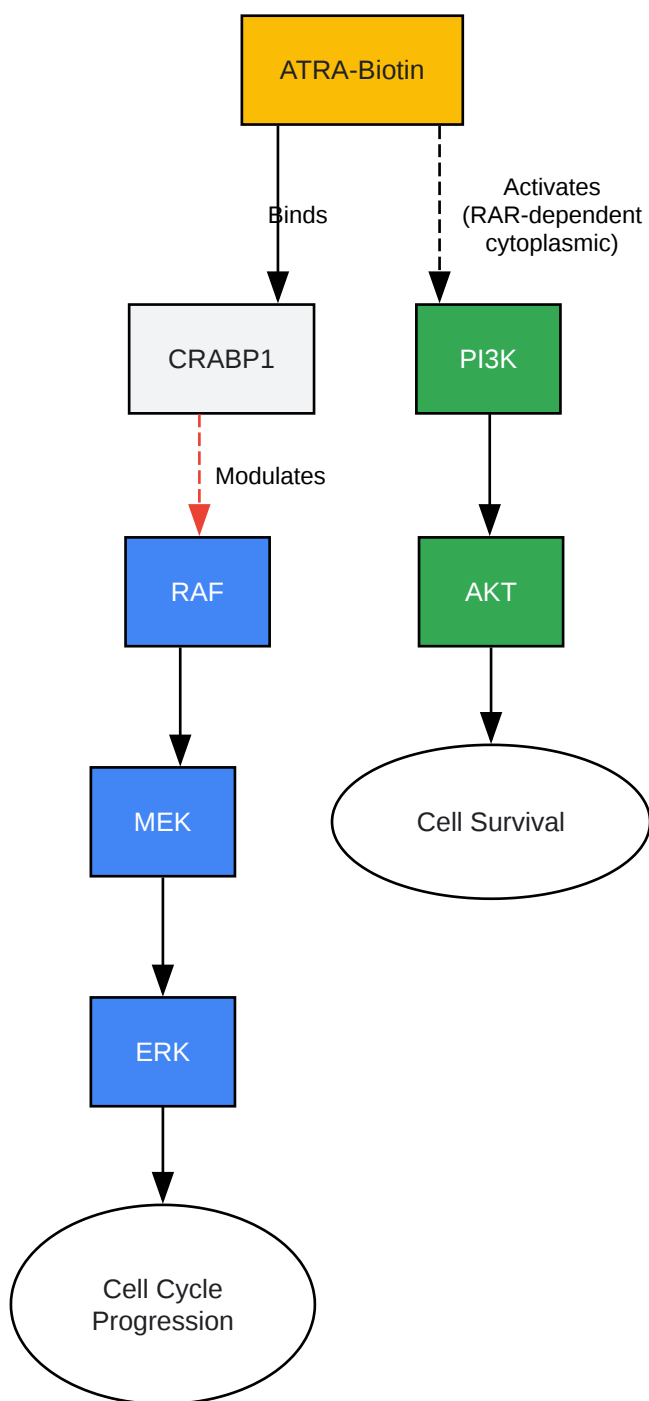 ATRA-Biotin
Binds
Activates
(RAR-dependent
cytoplasmic)
CRABP1
PI3K
Modulates
RAF
AKT
MEK
Cell Survival
ERK
Cell Cycle
Progression